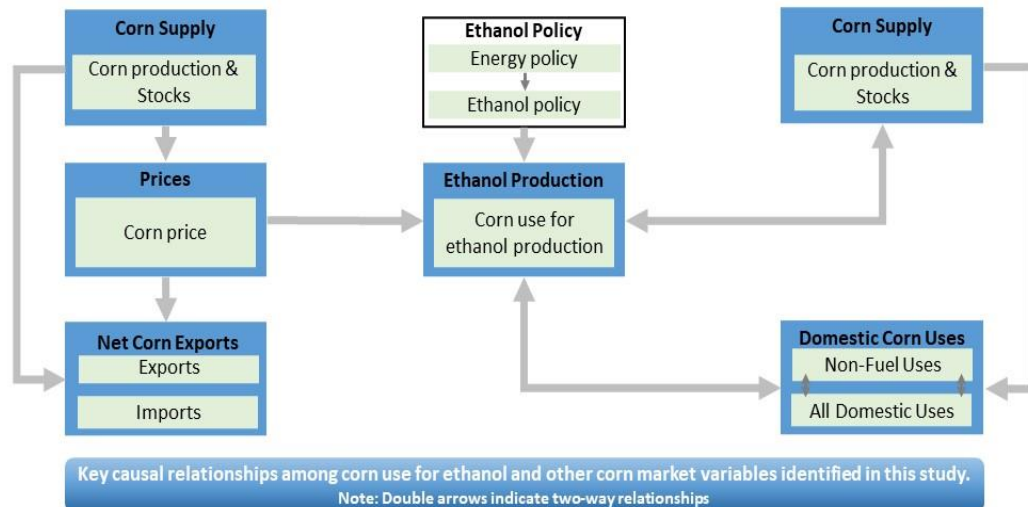 Corn Supply
Corn production &
Stocks
Prices
Corn price
Net Corn Exports
Exports
Imports
Ethanol Policy
Energy policy
Ethanol policy
Ethanol Production
Corn use for
ethanol production
Corn Supply
Corn production &
Stocks
Domestic Corn Uses
Non-Fuel Uses
All Domestic Uses
Key causal relationships among corn use for ethanol and other corn market variables identified in this study.
Note: Double arrows indicate two-way relationships